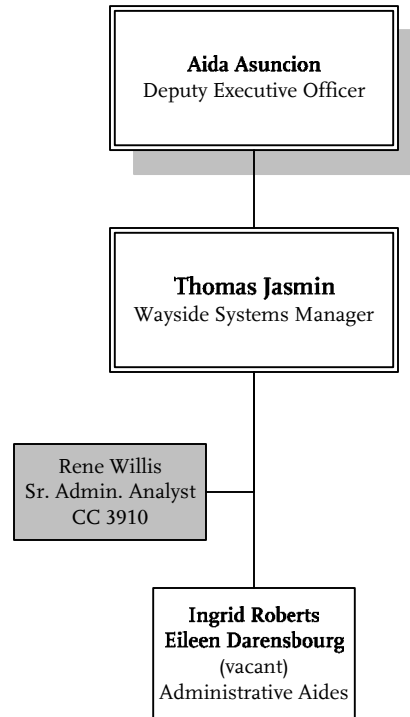 Aida Asuncion
Deputy Executive Officer
Thomas Jasmin
Wayside Systems Manager
Rene Willis
Sr. Admin. Analyst
CC 3910
Ingrid Roberts
Eileen Darensbourg
(vacant)
Administrative Aides